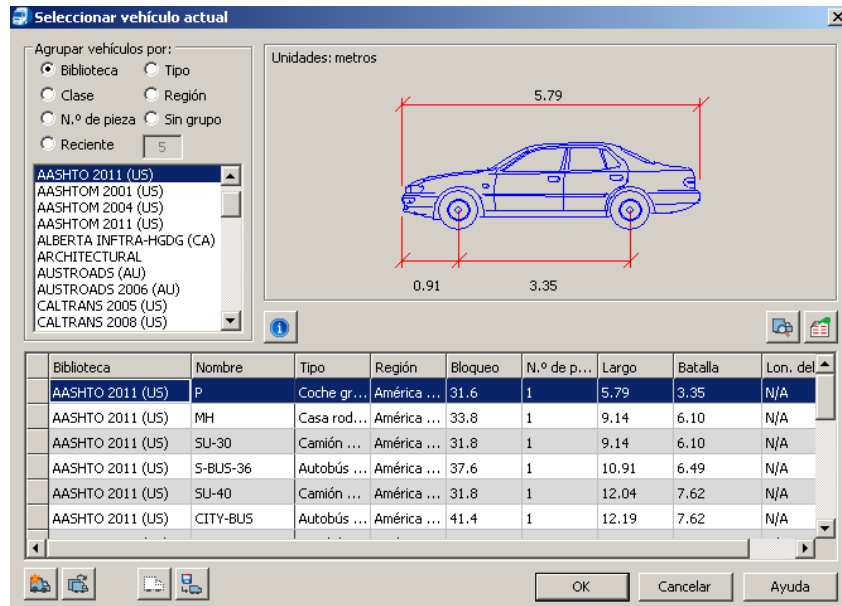 Seleccionar vehículo actual
Agrupar vehículos por:
Biblioteca Tipo
Clase Región
N.º de pieza Sin grupo
Reciente 5
AASHTO 2011 (US)
AASHTOM 2001 (US)
AASHTOM 2004 (US)
AASHTOM 2011 (US)
ALBERTA INFTRA-HGDG (CA)
ARCHITECTURAL
AUSTROADS (AU)
AUSTROADS 2006 (AU)
CALTRANS 2005 (US)
CALTRANS 2008 (US)
Unidades: metros
5.79
0.91 3.35
Biblioteca Nombre Tipo Región Bloqueo N.º de p... Largo Batalla Lon. del
AASHTO 2011 (US) P Coche gr... América ... 31.6 1 5.79 3.35 N/A
AASHTO 2011 (US) MH Casa rod... América ... 33.8 1 9.14 6.10 N/A
AASHTO 2011 (US) SU-30 Camión ... América ... 31.8 1 9.14 6.10 N/A
AASHTO 2011 (US) S-BUS-36 Autobús ... América ... 37.6 1 10.91 6.49 N/A
AASHTO 2011 (US) SU-40 Camión ... América ... 31.8 1 12.04 7.62 N/A
AASHTO 2011 (US) CITY-BUS Autobús ... América ... 41.4 1 12.19 7.62 N/A
OK Cancelar Ayuda